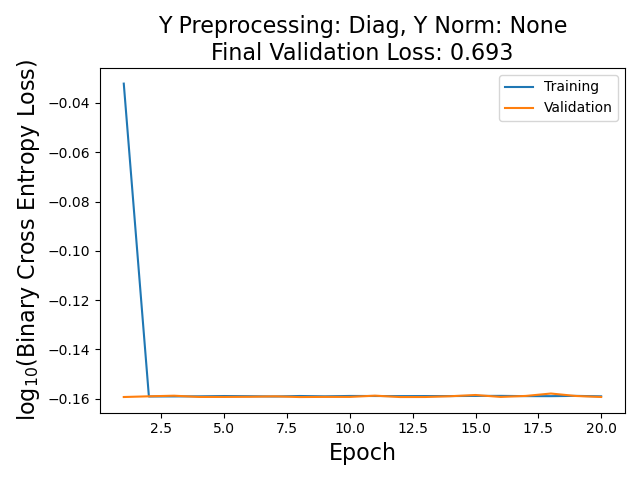 Y Preprocessing: Diag, Y Norm: None
Final Validation Loss: 0.693
log₁₀(Binary Cross Entropy Loss)
−0.04
−0.06
−0.08
−0.10
−0.12
−0.14
−0.16
Training
Validation
2.5 5.0 7.5 10.0 12.5 15.0 17.5 20.0
Epoch